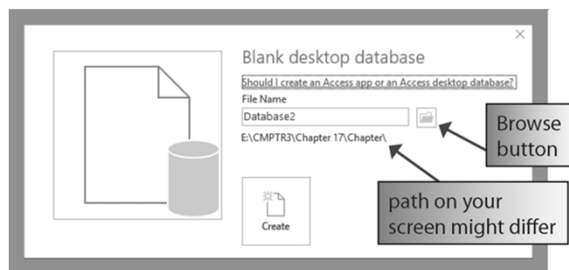 Blank desktop database
Should I create an Access app or an Access desktop database?
File Name
Database2
E:\CMPTR3\Chapter 17\Chapter\
Browse
button
path on your
screen might differ
Create